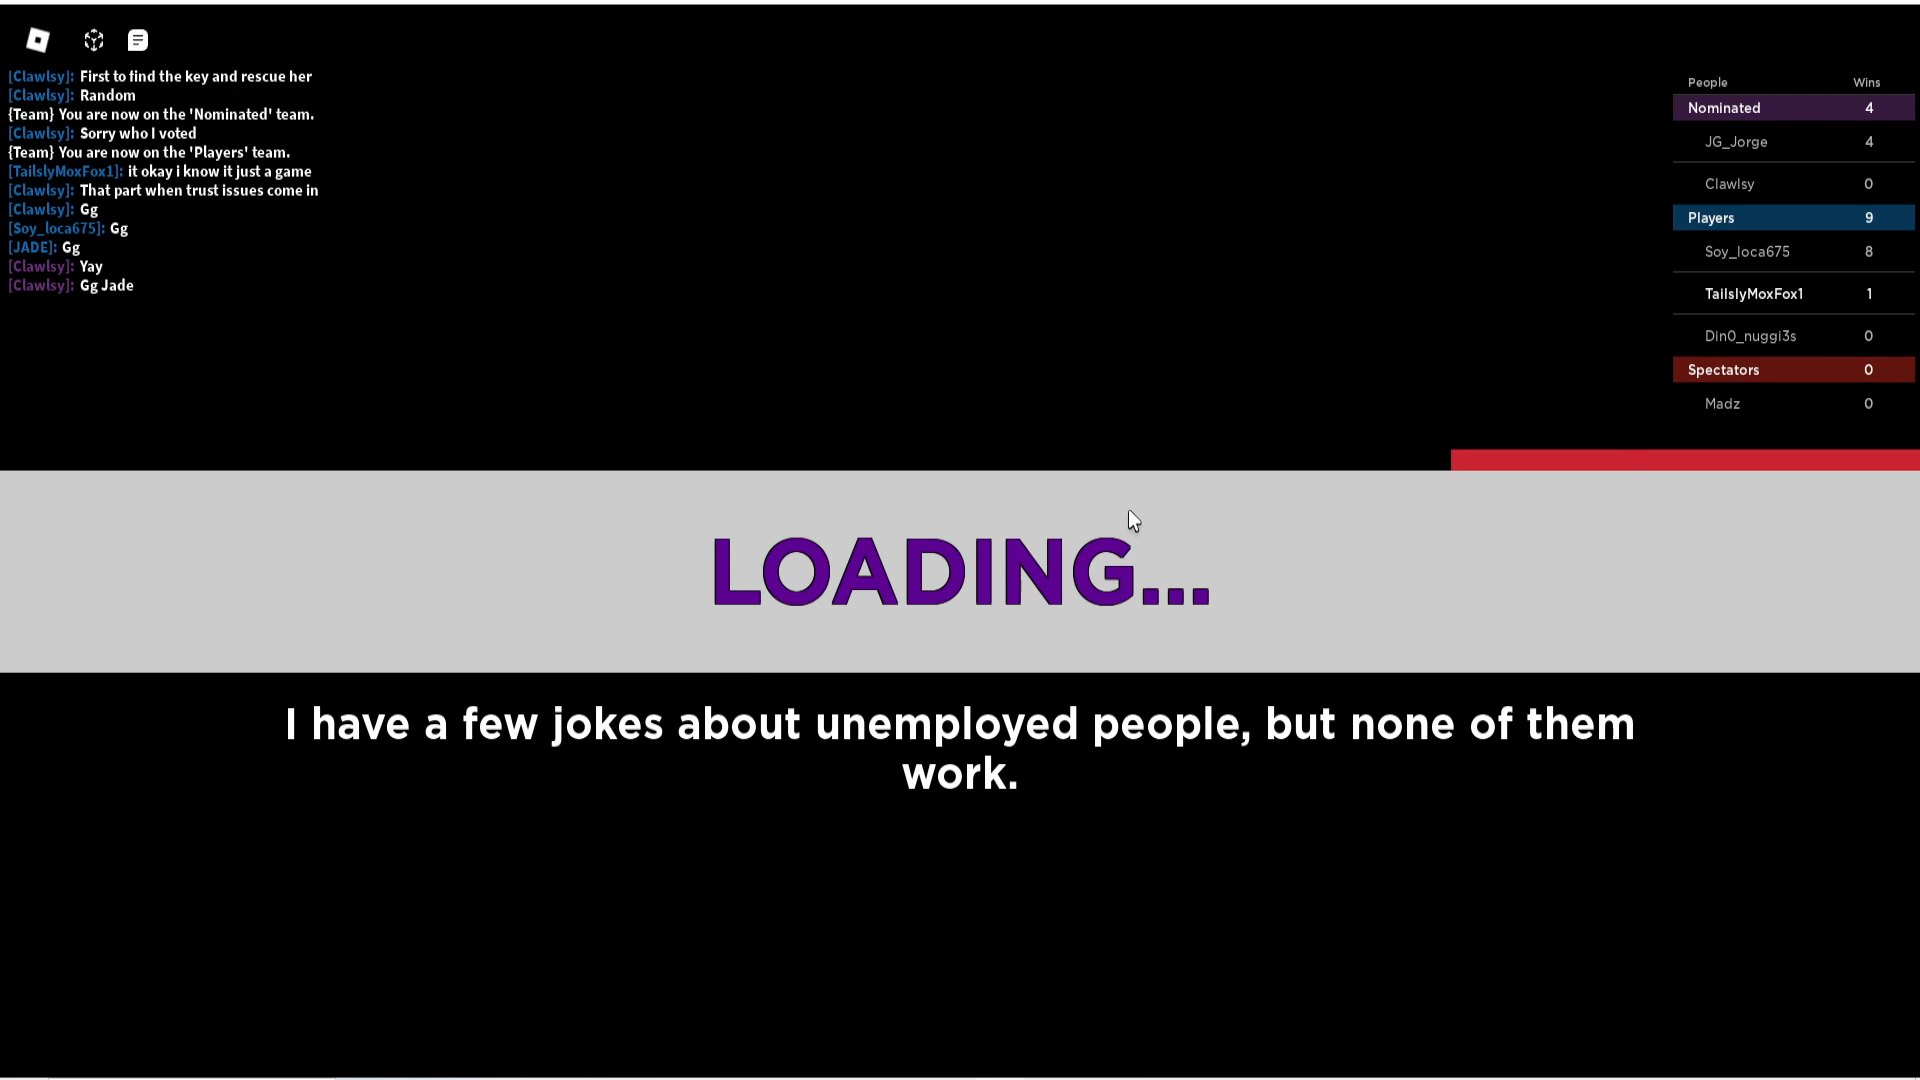 [Clawlsy]: First to find the key and rescue her
[Clawlsy]: Random
{Team} You are now on the 'Nominated' team.
[Clawlsy]: Sorry who I voted
{Team} You are now on the 'Players' team.
[TailslyMoxFox1]: it okay i know it just a game
[Clawlsy]: That part when trust issues come in
[Clawlsy]: Gg
[Soy_loca675]: Gg
[JADE]: Gg
[Clawlsy]: Yay
[Clawlsy]: Gg Jade
People Wins
Nominated 4
JG_Jorge 4
Clawlsy 0
Players 9
Soy_loca675 8
TailslyMoxFox1 1
Din0_nuggi3s 0
Spectators 0
Madz 0
LOADING...
I have a few jokes about unemployed people, but none of them
work.